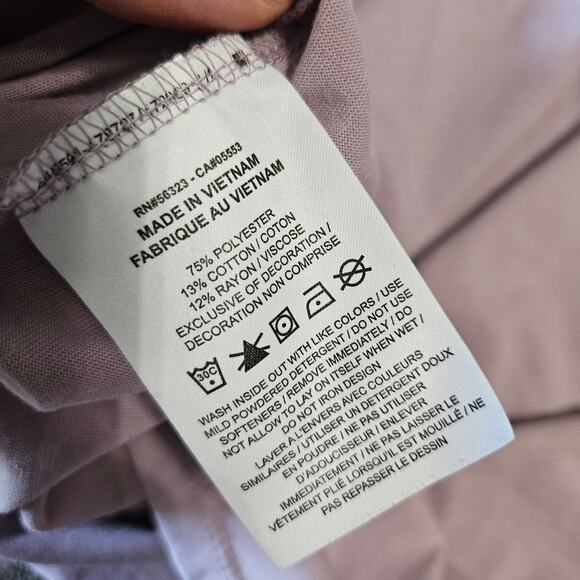 RN#56323 - CA#05553
MADE IN VIETNAM
FABRIQUE AU VIETNAM
75% POLYESTER
13% COTTON / COTON
12% RAYON / VISCOSE
EXCLUSIVE OF DECORATION /
DECORATION NON COMPRISE
30C
WASH INSIDE OUT WITH LIKE COLORS / USE
MILD POWDERED DETERGENT / DO NOT USE
SOFTENERS / REMOVE IMMEDIATELY / DO
NOT ALLOW TO LAY ON ITSELF WHEN WET /
DO NOT IRON DESIGN
LAVER A L'ENVERS AVEC COULEURS
SIMILAIRES / UTILISER UN DETERGENT DOUX
EN POUDRE / NE PAS UTILISER
D'ADOUCISSEUR / ENLEVER
IMMÉDIATEMENT / NE PAS LAISSER LE
VÊTEMENT PLIÉ LORSQU'IL EST MOUILLÉ / NE
PAS REPASSER LE DESSIN